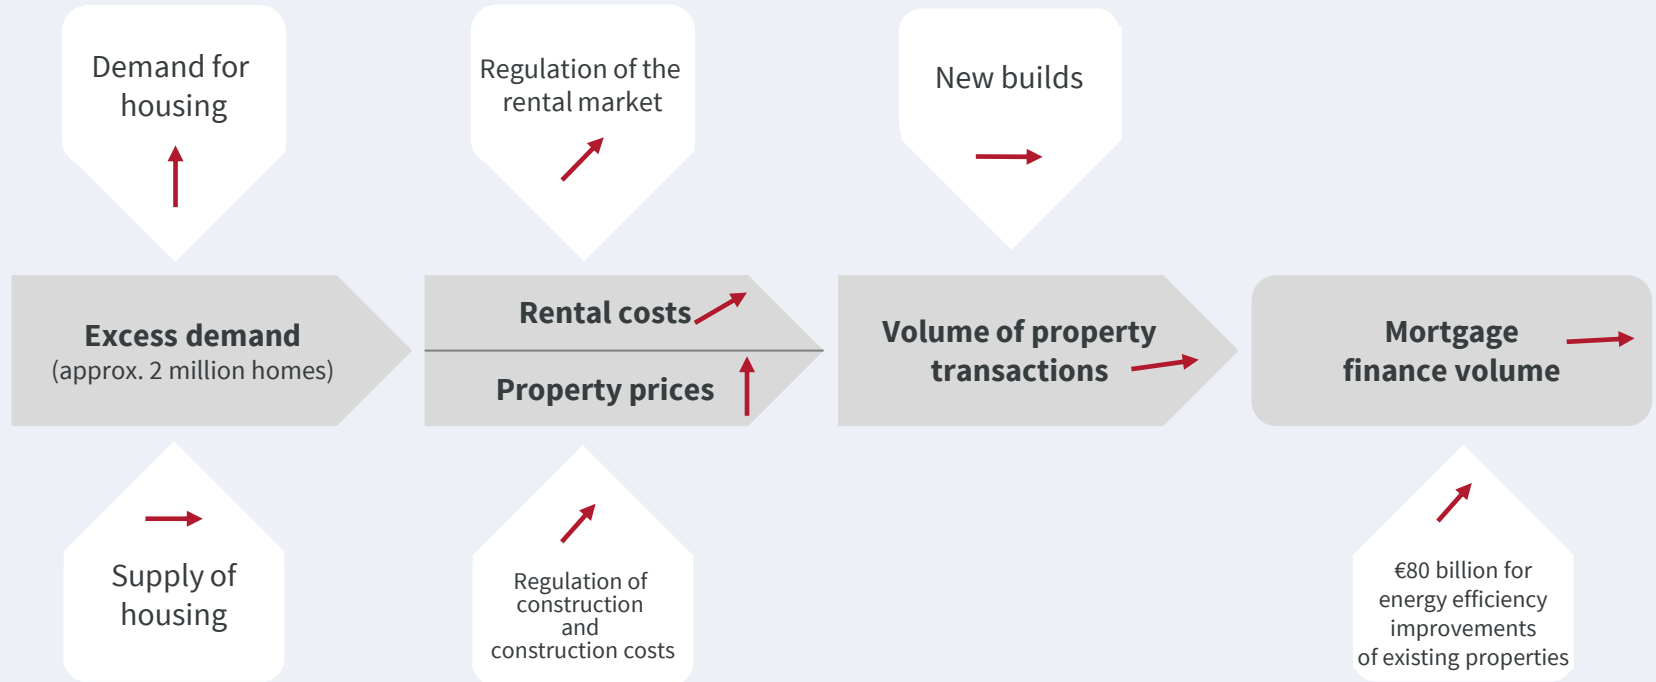 Demand for
housing
Regulation of the
rental market
New builds
Excess demand
(approx. 2 million homes)
Rental costs
Property prices
Volume of property
transactions
Mortgage
finance volume
Supply of
housing
Regulation of
construction
and
construction costs
€80 billion for
energy efficiency
improvements
of existing properties